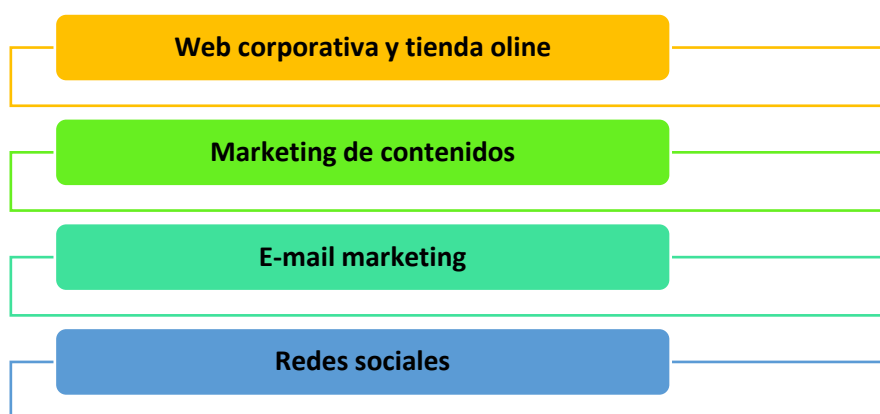 Web corporativa y tienda oline
Marketing de contenidos
E-mail marketing
Redes sociales